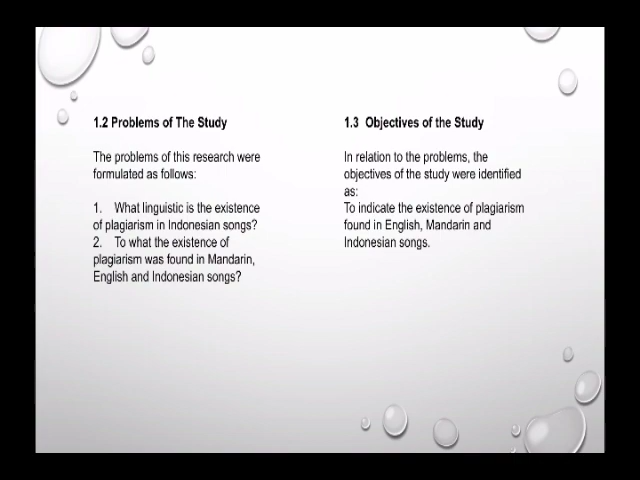 1.2 Problems of The Study
The problems of this research were
formulated as follows:
1. What linguistic is the existence
of plagiarism in Indonesian songs?
2. To what the existence of
plagiarism was found in Mandarin,
English and Indonesian songs?
1.3 Objectives of the Study
In relation to the problems, the
objectives of the study were identified
as:
To indicate the existence of plagiarism
found in English, Mandarin and
Indonesian songs.